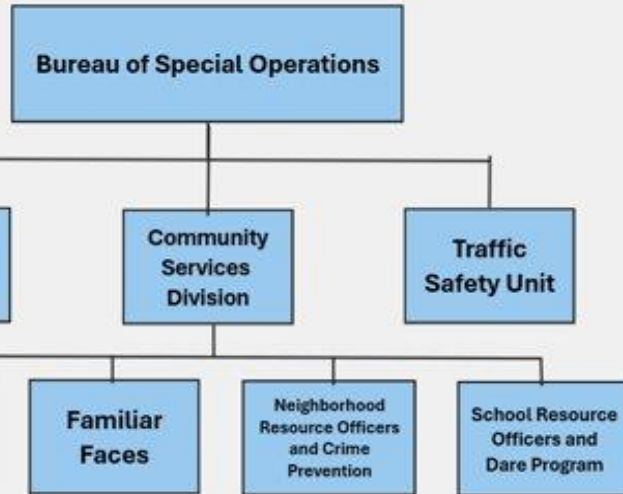 Bureau of Special Operations
Community
Services
Division
Traffic
Safety Unit
Familiar
Faces
Neighborhood
Resource Officers
and Crime
Prevention
School Resource
Officers and
Dare Program